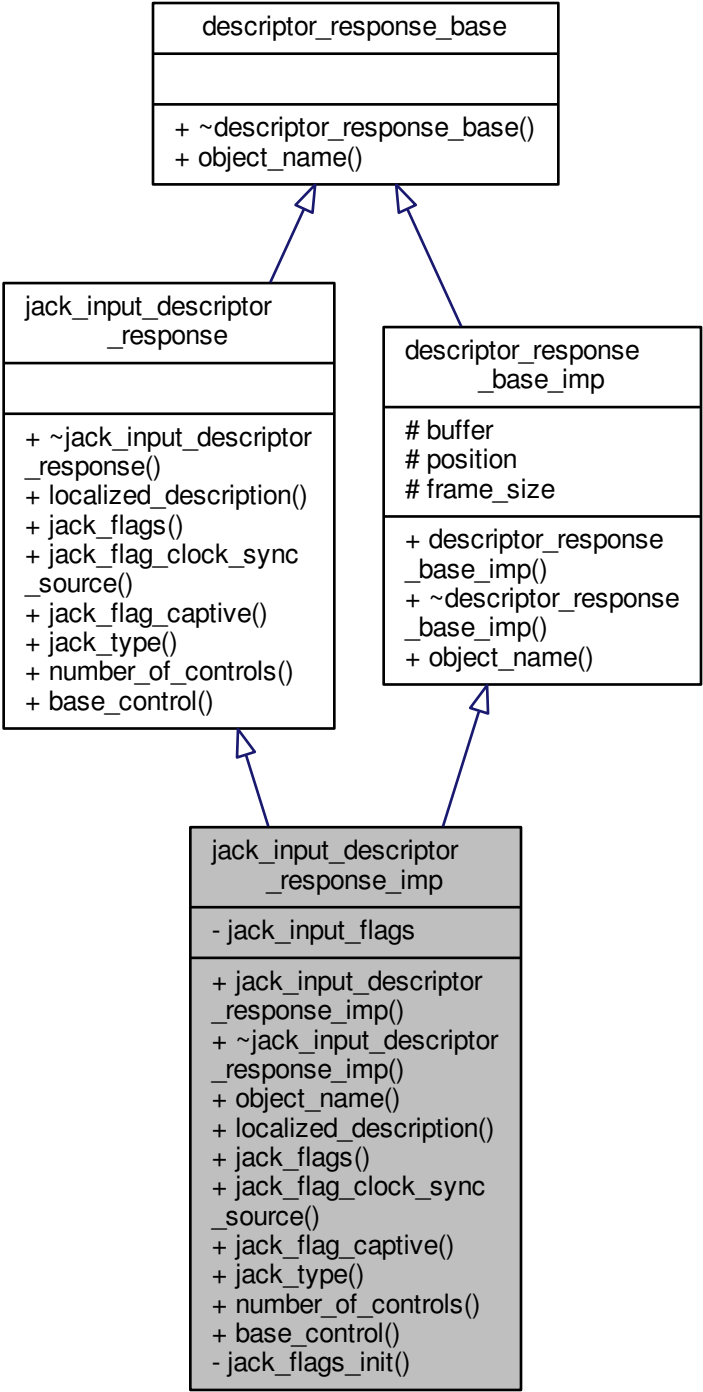 descriptor_response_base
+ ~descriptor_response_base()
+ object_name()
jack_input_descriptor
_response
+ ~jack_input_descriptor
_response()
+ localized_description()
+ jack_flags()
+ jack_flag_clock_sync
_source()
+ jack_flag_captive()
+ jack_type()
+ number_of_controls()
+ base_control()
descriptor_response
_base_imp
# buffer
# position
# frame_size
+ descriptor_response
_base_imp()
+ ~descriptor_response
_base_imp()
+ object_name()
jack_input_descriptor
_response_imp
- jack_input_flags
+ jack_input_descriptor
_response_imp()
+ ~jack_input_descriptor
_response_imp()
+ object_name()
+ localized_description()
+ jack_flags()
+ jack_flag_clock_sync
_source()
+ jack_flag_captive()
+ jack_type()
+ number_of_controls()
+ base_control()
- jack_flags_init()